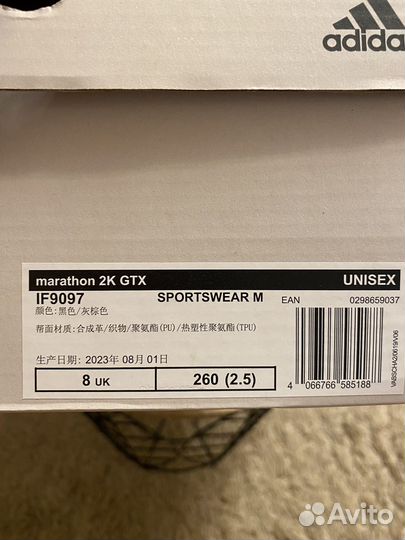 adidas
marathon 2K GTX UNISEX
IF9097 SPORTSWEAR M EAN 0298659037
颜色:黑色/灰棕色
帮面材质:合成革/织物/聚氨酯(PU)/热塑性聚氨酯(TPU)
生产日期: 2023年 08月 01日
8 UK 260 (2.5)
4 066766 585188
VABSCHA20619/V06
Avito